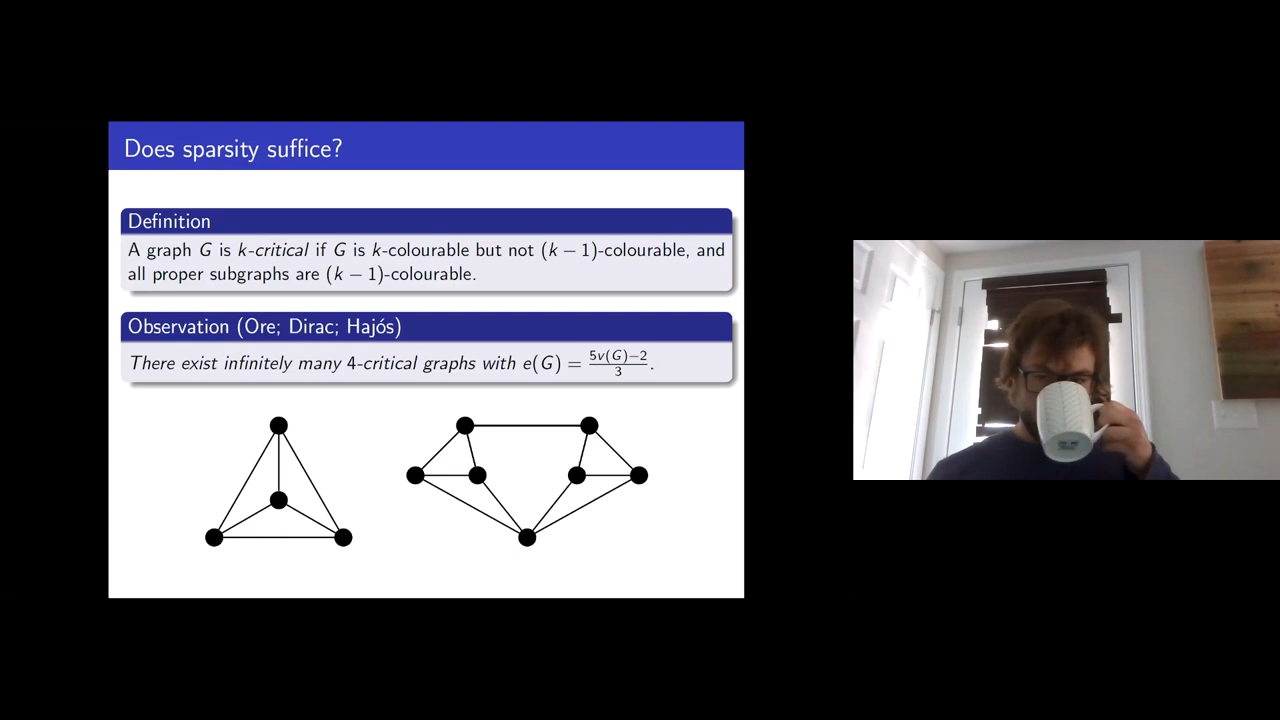 Does sparsity suffice?
Definition
A graph G is k-critical if G is k-colourable but not (k − 1)-colourable, and
all proper subgraphs are (k − 1)-colourable.
Observation (Ore; Dirac; Hajós)
There exist infinitely many 4-critical graphs with e(G) = \frac{5v(G)−2}{3}.